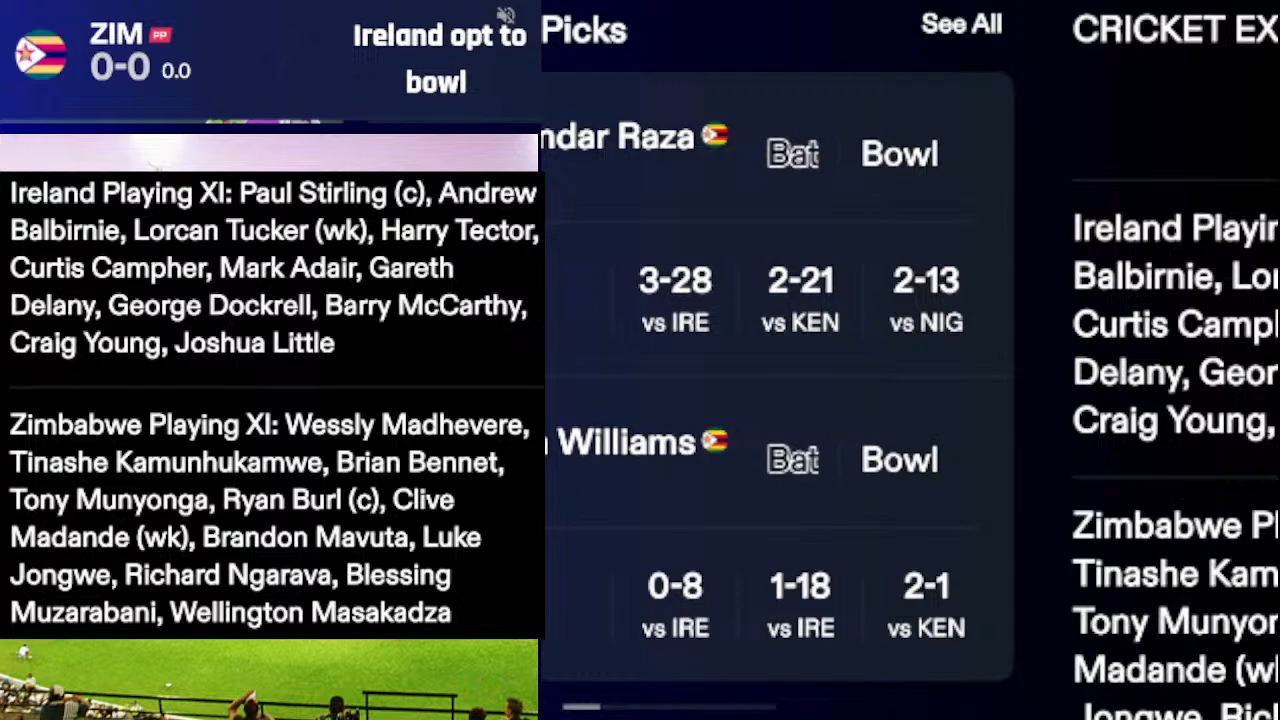 ZIM PP
0-0 0.0
Ireland opt to
bowl
Ireland Playing XI: Paul Stirling (c), Andrew
Balbirnie, Lorcan Tucker (wk), Harry Tector,
Curtis Campher, Mark Adair, Gareth
Delany, George Dockrell, Barry McCarthy,
Craig Young, Joshua Little
Zimbabwe Playing XI: Wessly Madhevere,
Tinashe Kamunhukamwe, Brian Bennet,
Tony Munyonga, Ryan Burl (c), Clive
Madande (wk), Brandon Mavuta, Luke
Jongwe, Richard Ngarava, Blessing
Muzarabani, Wellington Masakadza
Picks See All
ndar Raza Bat Bowl
3-28 2-21 2-13
vs IRE vs KEN vs NIG
Williams Bat Bowl
0-8 1-18 2-1
vs IRE vs IRE vs KEN
CRICKET EX
Ireland Playin
Balbirnie, Lor
Curtis Camp
Delany, Geor
Craig Young,
Zimbabwe Pl
Tinashe Kam
Tony Munyor
Madande (wl
Jongwe, Rich